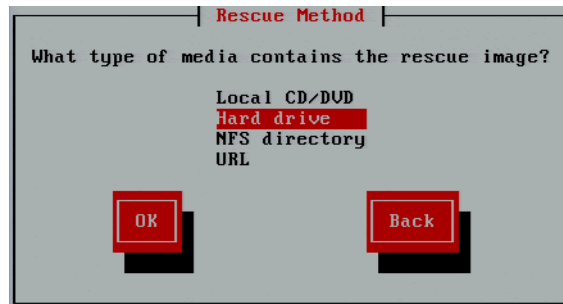 Rescue Method
What type of media contains the rescue image?
Local CD/DVD
Hard drive
NFS directory
URL
OK
Back